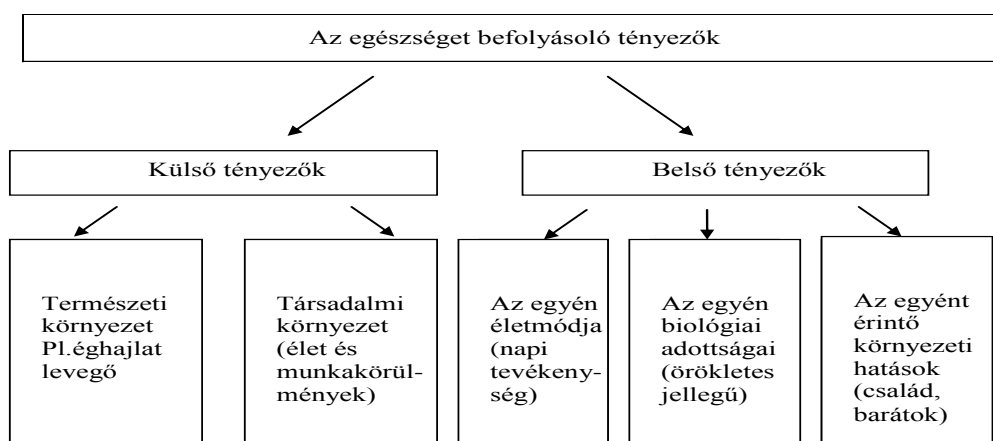 Az egészséget befolyásoló tényezők
Külső tényezők
Belső tényezők
Természeti
környezet
Pl.éghajlat
levegő
Társadalmi
környezet
(élet és
munkakörül-
mények)
Az egyén
életmódja
(napi
tevékeny-
ség)
Az egyén
biológiai
adottságai
(örökletes
jellegű)
Az egyént
érintő
környezeti
hatások
(család,
barátok)